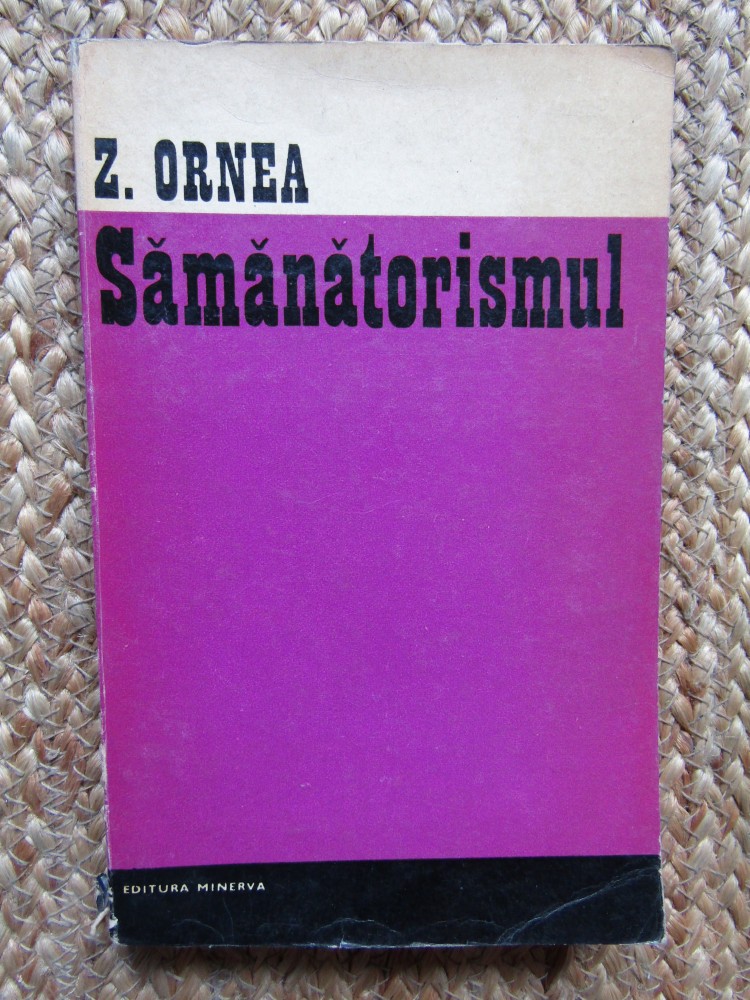 Z. ORNEA
Sămănătorismul
EDITURA MINERVA